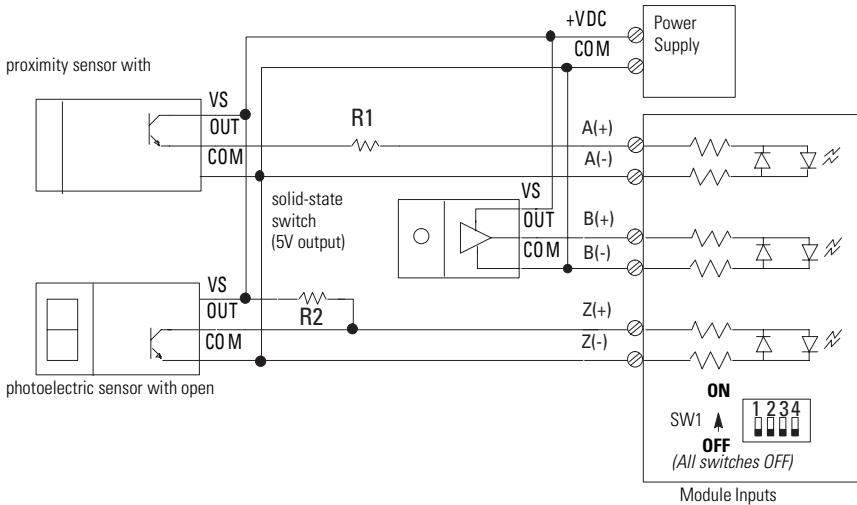 +VDC
COM
Power
Supply
proximity sensor with
VS
OUT
COM
R1
A(+)
A(-)
solid-state
switch
(5V output)
VS
OUT
COM
B(+)
B(-)
VS
OUT
COM
R2
Z(+)
Z(-)
photoelectric sensor with open
ON
SW1
1 2 3 4
OFF
(All switches OFF)
Module Inputs